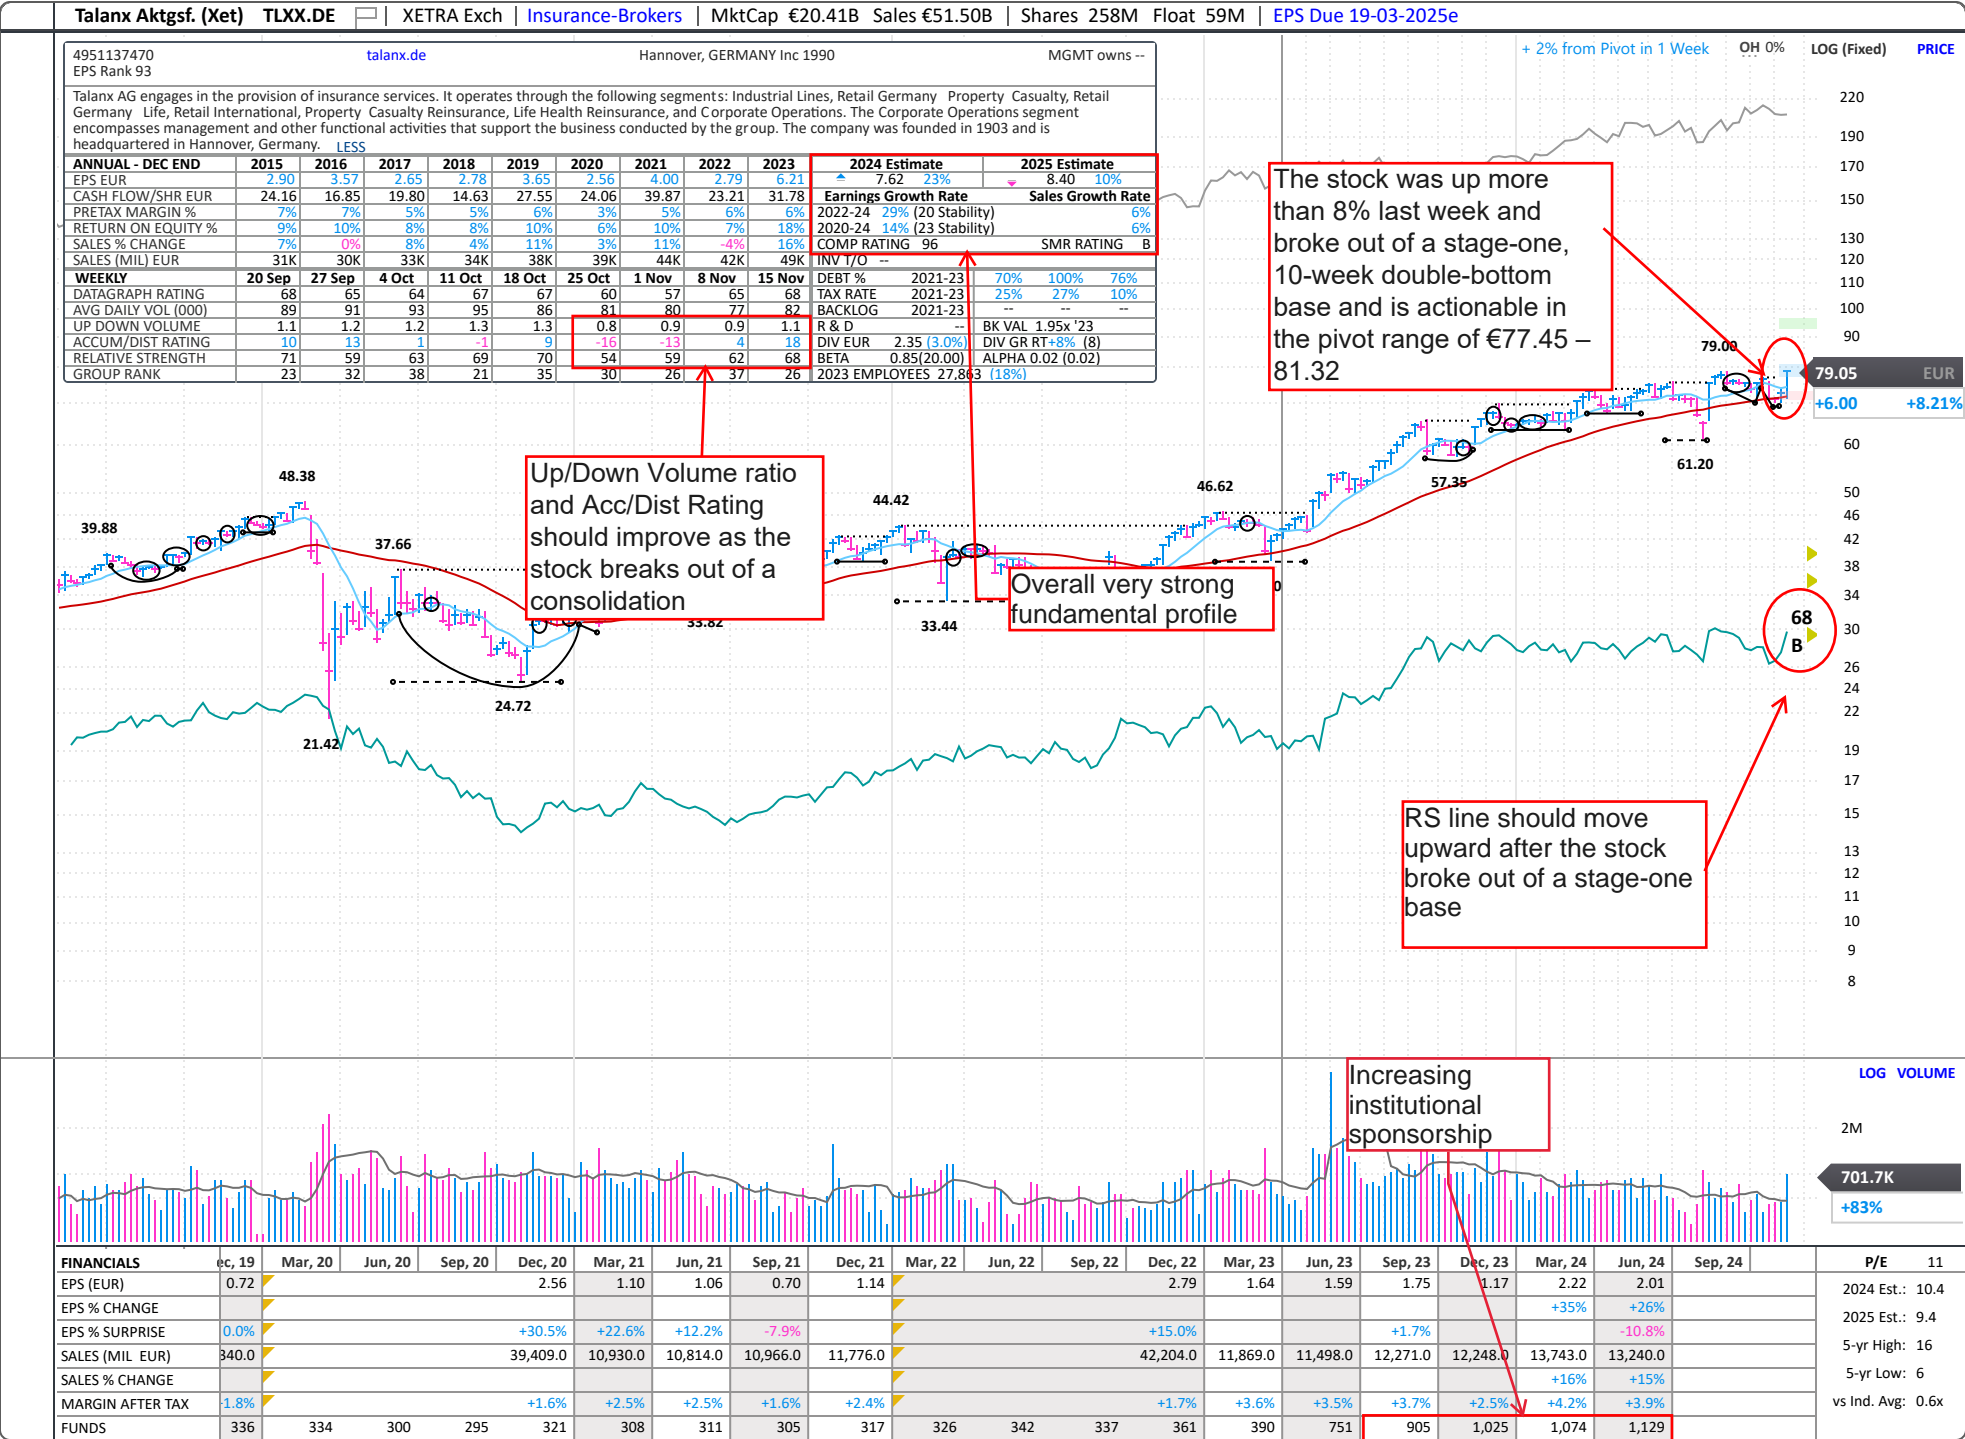 Talanx Aktgsf. (Xet) TLXX.DE XETRA Exch Insurance-Brokers MktCap €20.41B Sales €51.50B Shares 258M Float 59M EPS Due 19-03-2025e
+ 2% from Pivot in 1 Week OH 0% LOG (Fixed) PRICE
4951137470 talanx.de Hannover, GERMANY Inc 1990 MGMT owns --
EPS Rank 93
Talanx AG engages in the provision of insurance services. It operates through the following segments: Industrial Lines, Retail Germany Property Casualty, Retail
Germany Life, Retail International, Property Casualty Reinsurance, Life Health Reinsurance, and Corporate Operations. The Corporate Operations segment
encompasses management and other functional activities that support the business conducted by the group. The company was founded in 1903 and is
headquartered in Hannover, Germany. LESS
ANNUAL - DEC END 2015 2016 2017 2018 2019 2020 2021 2022 2023 2024 Estimate 2025 Estimate
EPS EUR 2.90 3.57 2.65 2.78 3.65 2.56 4.00 2.79 6.21 7.62 23% 8.40 10%
CASH FLOW/SHR EUR 24.16 16.85 19.80 14.63 27.55 24.06 39.87 23.21 31.78 Earnings Growth Rate Sales Growth Rate
PRETAX MARGIN % 7% 7% 5% 5% 6% 3% 5% 6% 6% 2022-24 29% (20 Stability) 6%
RETURN ON EQUITY % 9% 10% 8% 8% 10% 6% 10% 7% 18% 2020-24 14% (23 Stability) 6%
SALES % CHANGE 7% 0% 8% 4% 11% 3% 11% -4% 16% COMP RATING 96 SMR RATING B
SALES (MIL) EUR 31K 30K 33K 34K 38K 39K 44K 42K 49K INV T/O --
WEEKLY 20 Sep 27 Sep 4 Oct 11 Oct 18 Oct 25 Oct 1 Nov 8 Nov 15 Nov DEBT % 2021-23 70% 100% 76%
DATAGRAPH RATING 68 65 64 67 67 60 57 65 68 TAX RATE 2021-23 25% 27% 10%
AVG DAILY VOL (000) 89 91 93 95 86 81 80 77 82 BACKLOG 2021-23 -- -- --
UP DOWN VOLUME 1.1 1.2 1.2 1.3 1.3 0.8 0.9 0.9 1.1 R & D -- BK VAL 1.95x '23
ACCUM/DIST RATING 10 13 1 -1 9 -16 -13 4 18 DIV EUR 2.35 (3.0%) DIV GR RT+8% (8)
RELATIVE STRENGTH 71 59 63 69 70 54 59 62 68 BETA 0.85(20.00) ALPHA 0.02 (0.02)
GROUP RANK 23 32 38 21 35 30 26 37 26 2023 EMPLOYEES 27,863 (18%)
The stock was up more
than 8% last week and
broke out of a stage-one,
10-week double-bottom
base and is actionable in
the pivot range of €77.45 –
81.32
220
190
170
150
130
120
110
100
90
79.00
79.05 EUR
+6.00 +8.21%
60
50
46
42
38
34
30
26
24
22
19
17
15
13
12
11
10
9
8
39.88
48.38
21.42
37.66
24.72
33.82
44.42
33.44
46.62
0
57.35
61.20
Up/Down Volume ratio
and Acc/Dist Rating
should improve as the
stock breaks out of a
consolidation
Overall very strong
fundamental profile
68
B
RS line should move
upward after the stock
broke out of a stage-one
base
Increasing
institutional
sponsorship
LOG VOLUME
2M
701.7K
+83%
FINANCIALS ec, 19 Mar, 20 Jun, 20 Sep, 20 Dec, 20 Mar, 21 Jun, 21 Sep, 21 Dec, 21 Mar, 22 Jun, 22 Sep, 22 Dec, 22 Mar, 23 Jun, 23 Sep, 23 Dec, 23 Mar, 24 Jun, 24 Sep, 24
EPS (EUR) 0.72 2.56 1.10 1.06 0.70 1.14 2.79 1.64 1.59 1.75 1.17 2.22 2.01
EPS % CHANGE +35% +26%
EPS % SURPRISE 0.0% +30.5% +22.6% +12.2% -7.9% +15.0% +1.7% -10.8%
SALES (MIL EUR) 340.0 39,409.0 10,930.0 10,814.0 10,966.0 11,776.0 42,204.0 11,869.0 11,498.0 12,271.0 12,248.0 13,743.0 13,240.0
SALES % CHANGE +16% +15%
MARGIN AFTER TAX 1.8% +1.6% +2.5% +2.5% +1.6% +2.4% +1.7% +3.6% +3.5% +3.7% +2.5% +4.2% +3.9%
FUNDS 336 334 300 295 321 308 311 305 317 326 342 337 361 390 751 905 1,025 1,074 1,129
P/E 11
2024 Est.: 10.4
2025 Est.: 9.4
5-yr High: 16
5-yr Low: 6
vs Ind. Avg: 0.6x